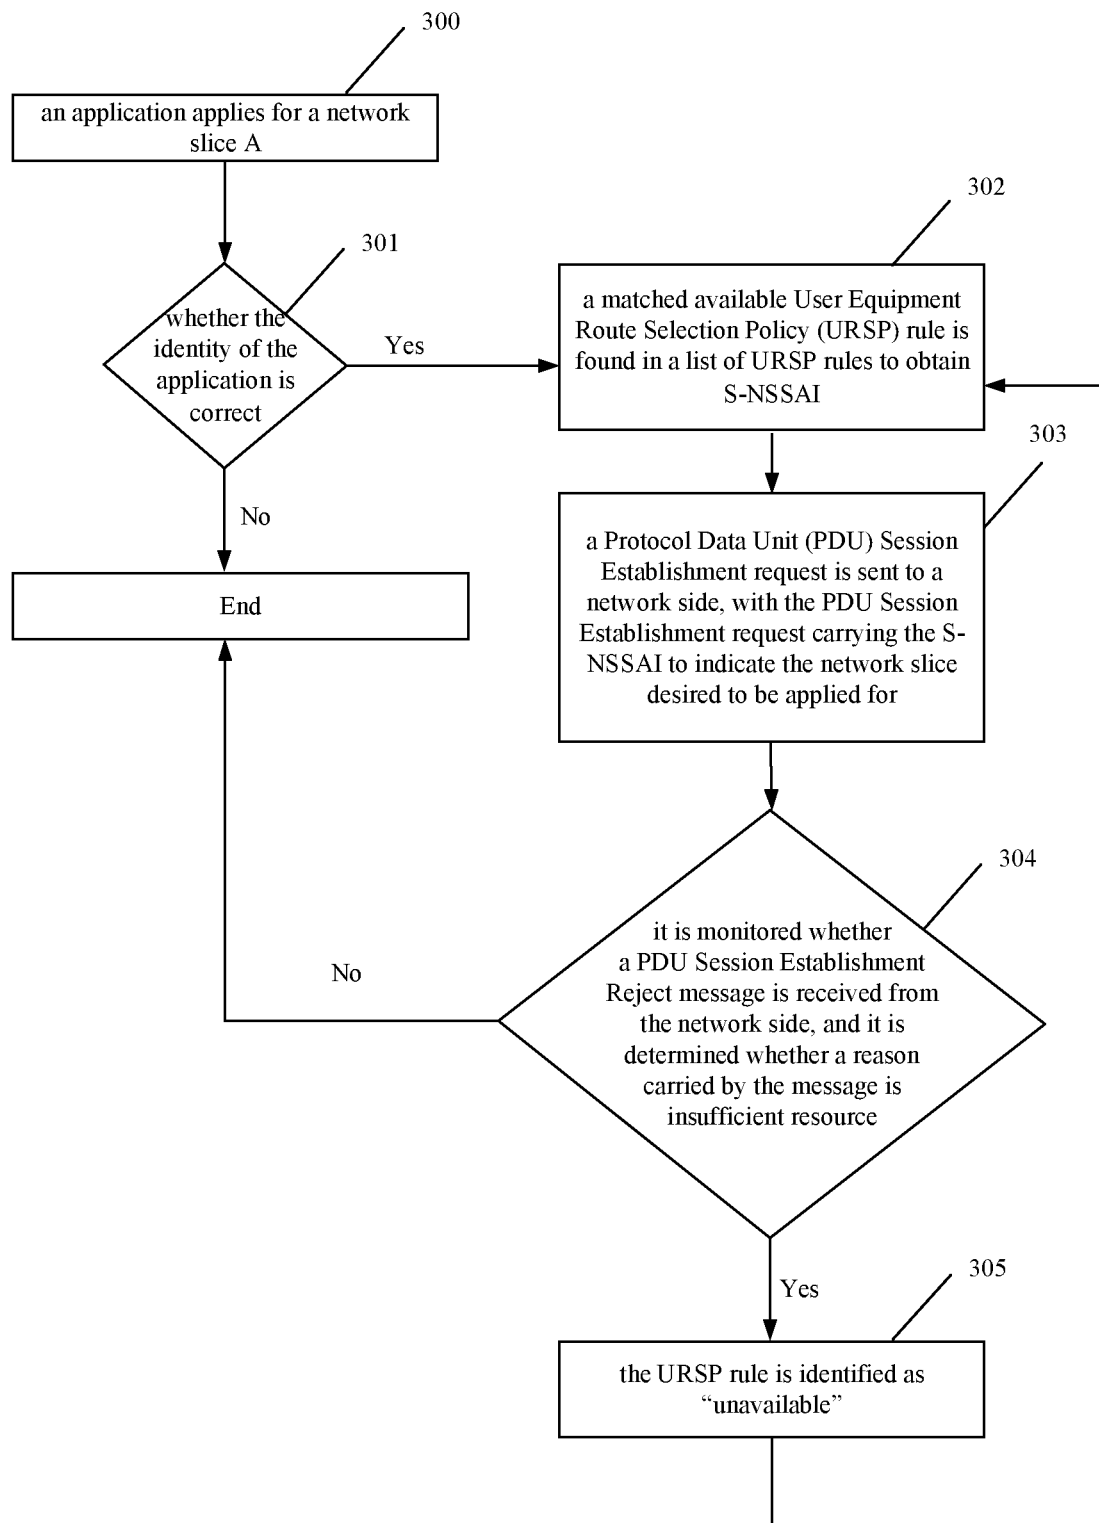 300
an application applies for a network
slice A
302
301
whether the
identity of the
application is
correct
Yes
a matched available User Equipment
Route Selection Policy (URSP) rule is
found in a list of URSP rules to obtain
S-NSSAI
303
No
a Protocol Data Unit (PDU) Session
Establishment request is sent to a
network side, with the PDU Session
Establishment request carrying the S-
NSSAI to indicate the network slice
desired to be applied for
End
304
it is monitored whether
a PDU Session Establishment
Reject message is received from
the network side, and it is
determined whether a reason
carried by the message is
insufficient resource
No
Yes
305
the URSP rule is identified as
“unavailable“